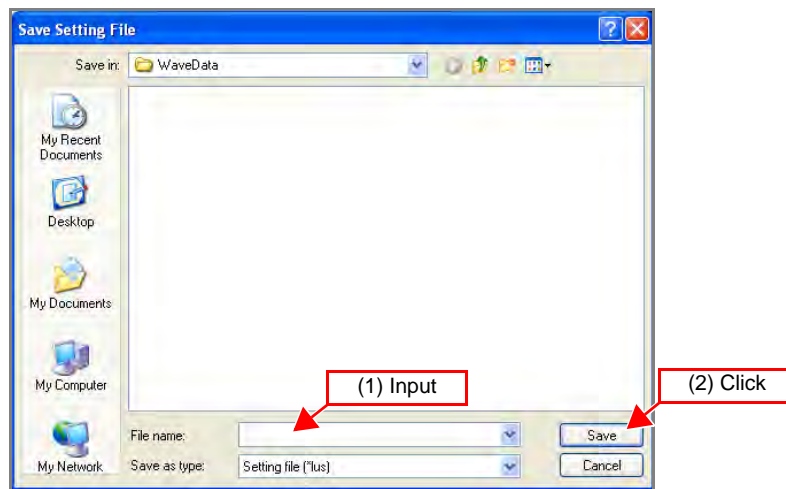 Save Setting File
Save in: WaveData
My Recent
Documents
Desktop
My Documents
My Computer
My Network
(1) Input
(2) Click
File name:
Save
Save as type: Setting file (*lus)
Cancel